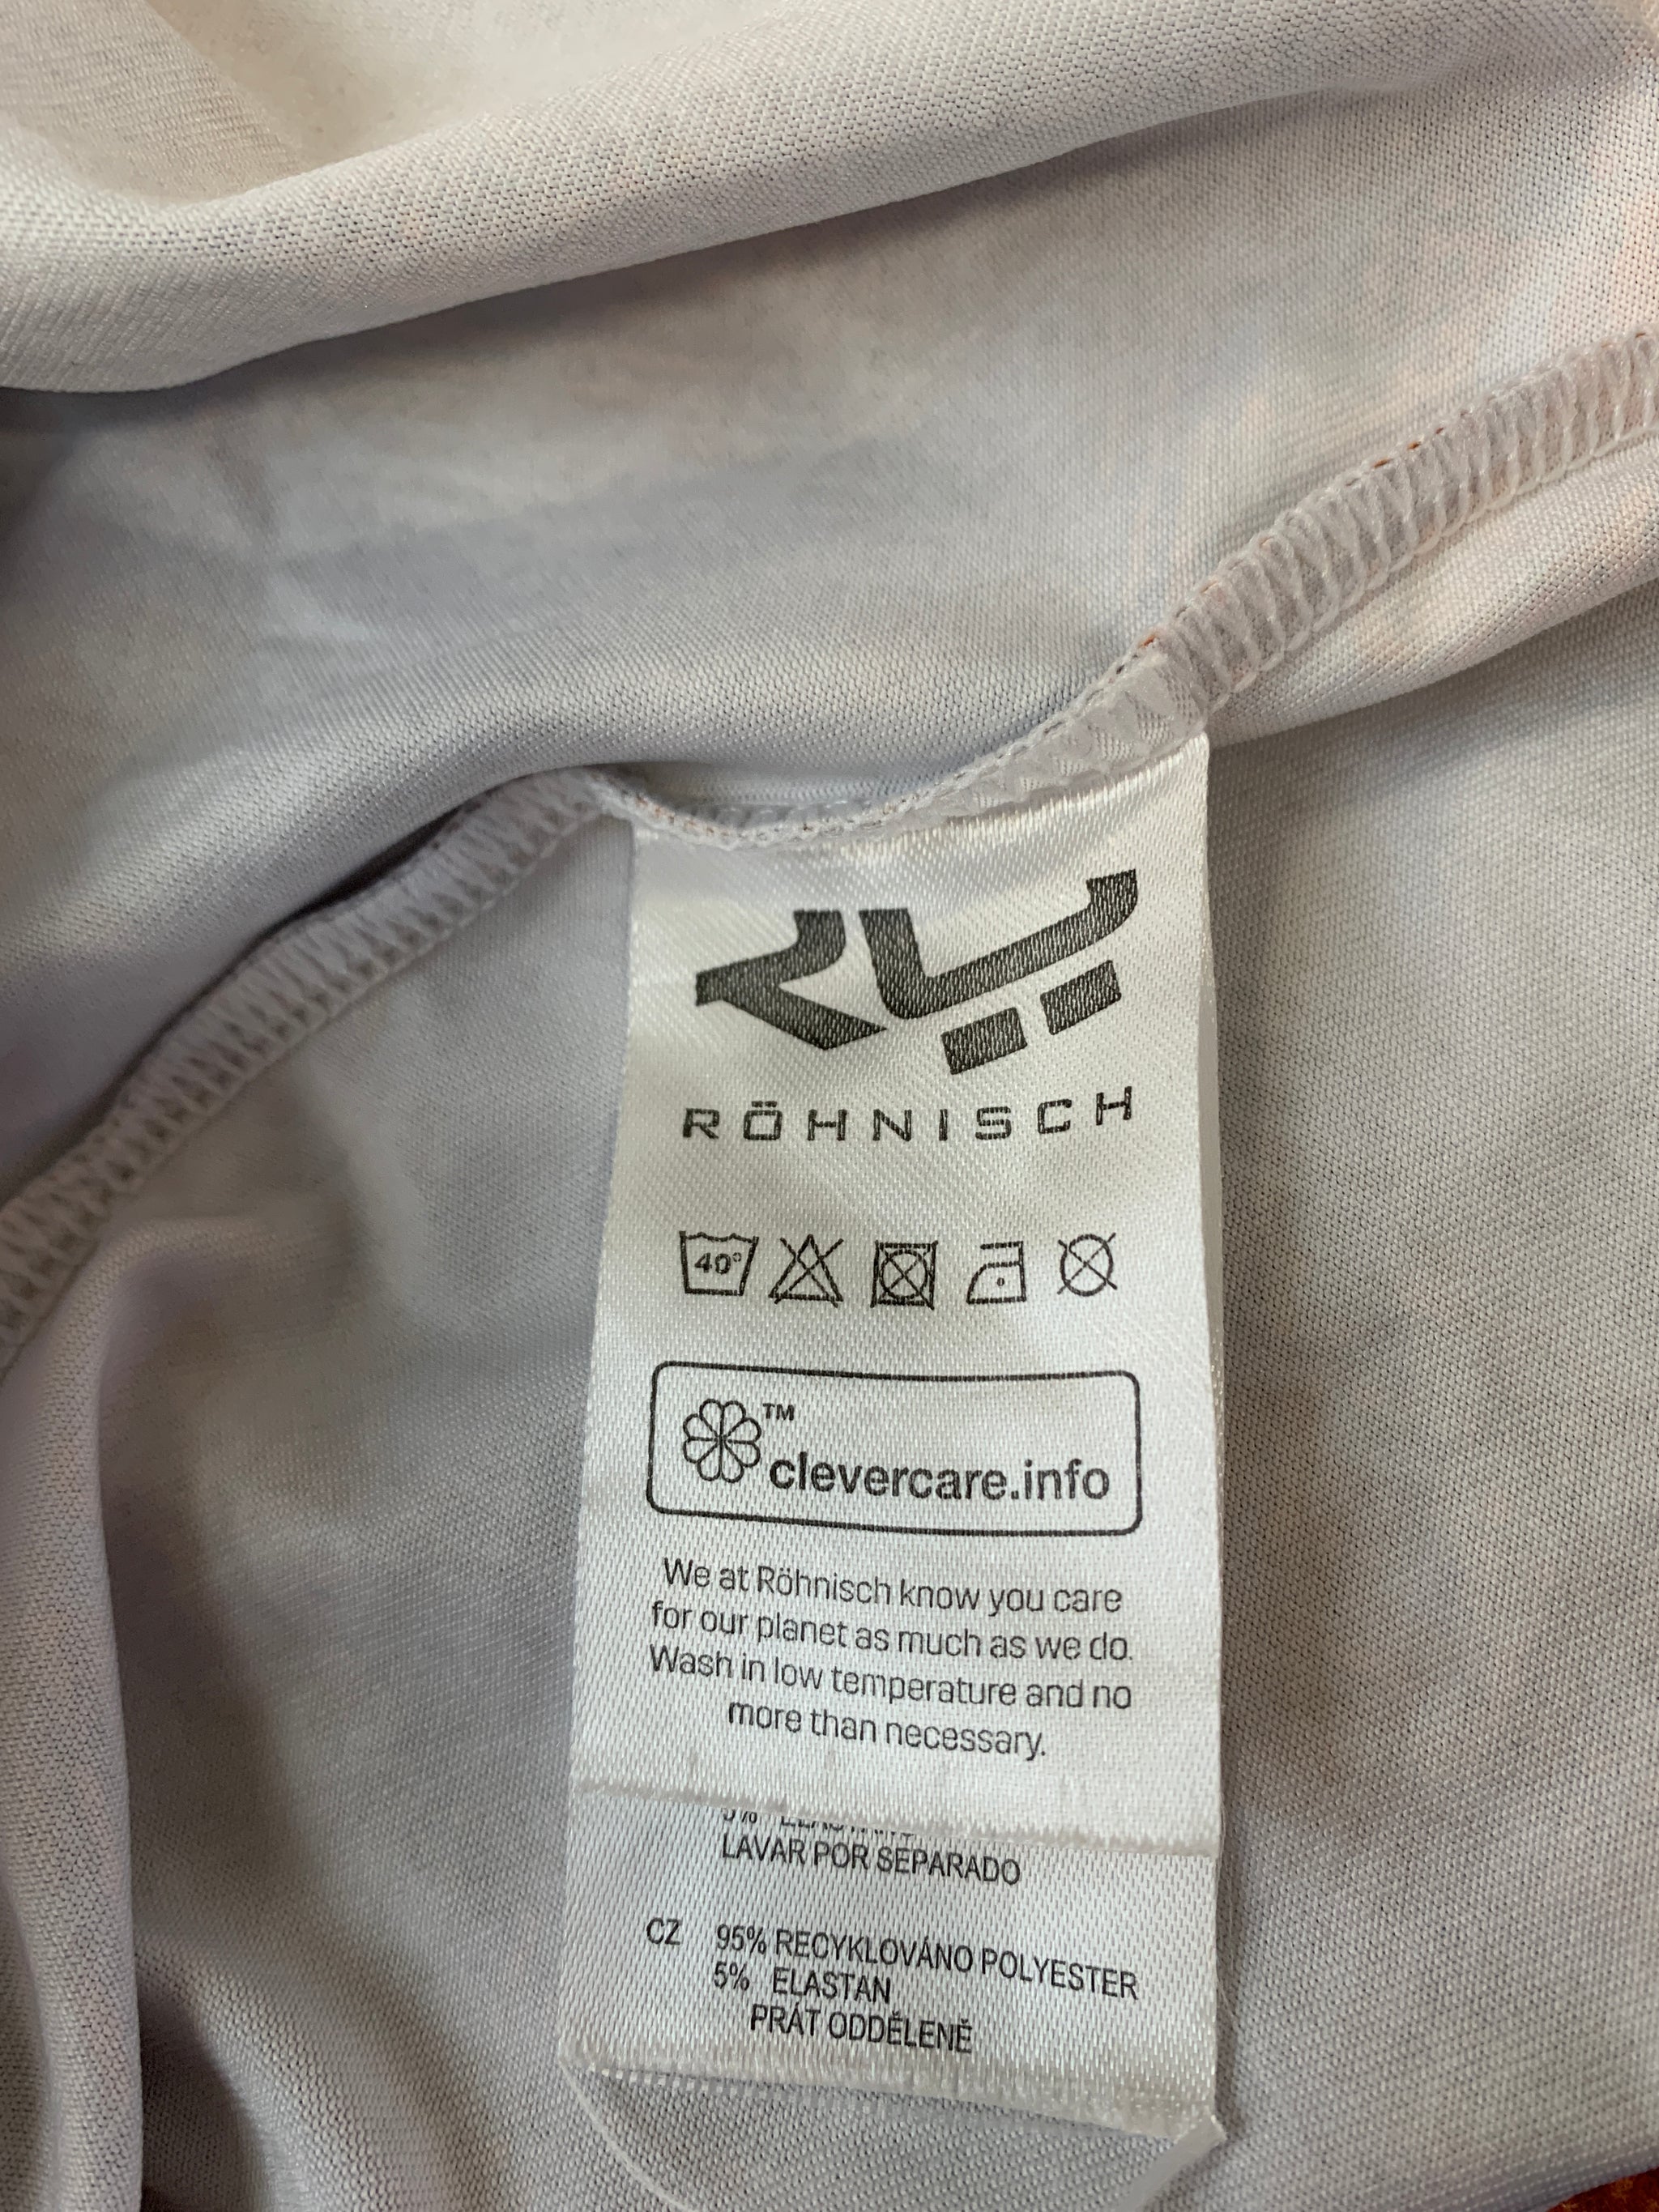 RÖHNISCH
40°
™
clevercare.info
We at Röhnisch know you care
for our planet as much as we do.
Wash in low temperature and no
more than necessary.
LAVAR POR SEPARADO
CZ 95% RECYKLOVÁNO POLYESTER
5% ELASTAN
PRÁT ODDĚLENĚ